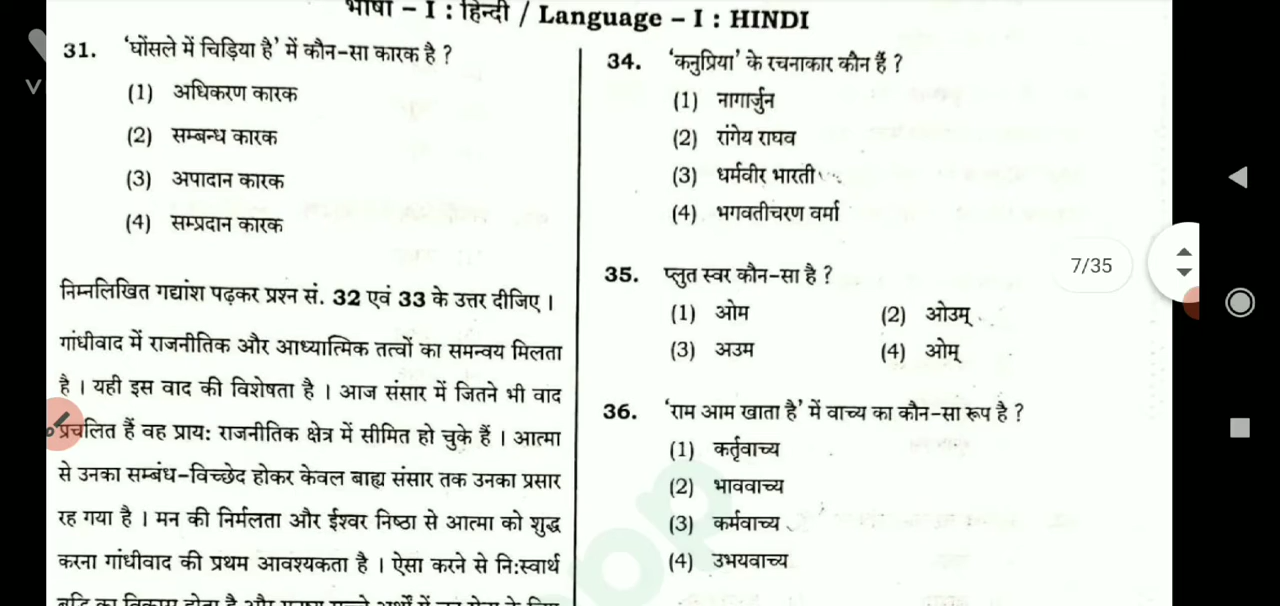 भाषा – I : हिन्दी / Language – I : HINDI
31. 'घोंसले में चिड़िया है' में कौन-सा कारक है ?
(1) अधिकरण कारक
(2) सम्बन्ध कारक
(3) अपादान कारक
(4) सम्प्रदान कारक
निम्नलिखित गद्यांश पढ़कर प्रश्न सं. 32 एवं 33 के उत्तर दीजिए ।
गांधीवाद में राजनीतिक और आध्यात्मिक तत्वों का समन्वय मिलता
है । यही इस वाद की विशेषता है । आज संसार में जितने भी वाद
प्रचलित हैं वह प्राय: राजनीतिक क्षेत्र में सीमित हो चुके हैं । आत्मा
से उनका सम्बंध-विच्छेद होकर केवल बाह्य संसार तक उनका प्रसार
रह गया है । मन की निर्मलता और ईश्वर निष्ठा से आत्मा को शुद्ध
करना गांधीवाद की प्रथम आवश्यकता है । ऐसा करने से नि:स्वार्थ
34. 'कनुप्रिया' के रचनाकार कौन हैं ?
(1) नागार्जुन
(2) रांगेय राघव
(3) धर्मवीर भारती
(4) भगवतीचरण वर्मा
35. प्लुत स्वर कौन-सा है ?
(1) ओम (2) ओउम्
(3) अउम (4) ओम्
36. 'राम आम खाता है' में वाच्य का कौन-सा रूप है ?
(1) कर्तृवाच्य
(2) भाववाच्य
(3) कर्मवाच्य
(4) उभयवाच्य
7/35